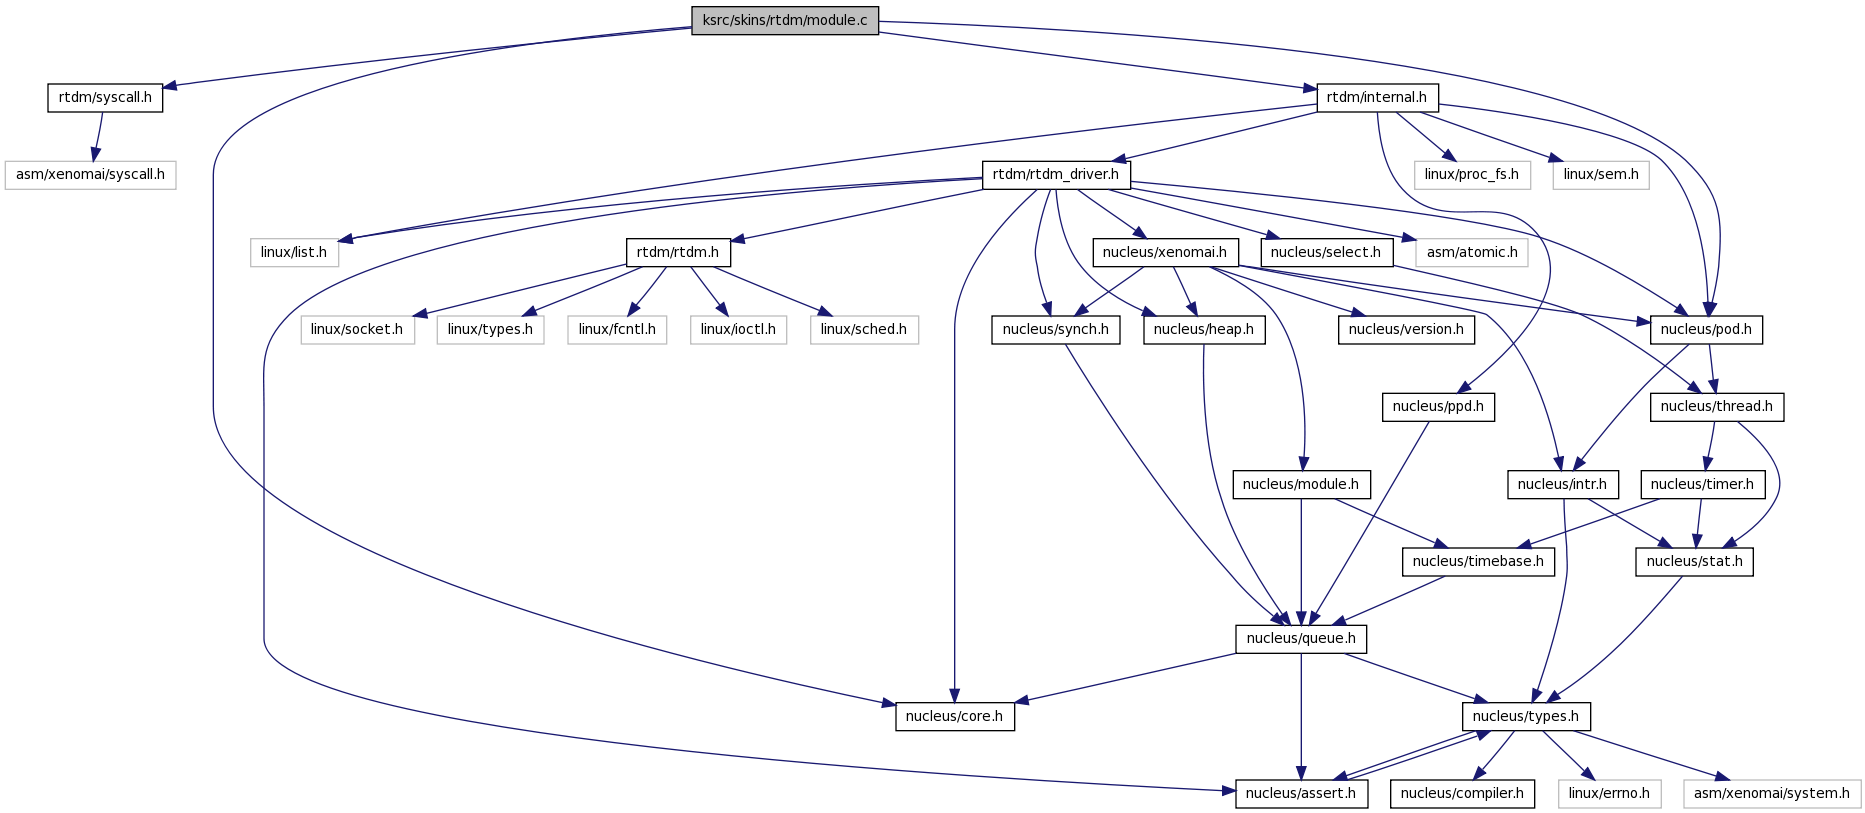 ksrc/skins/rtdm/module.c
rtdm/syscall.h
rtdm/internal.h
asm/xenomai/syscall.h
rtdm/rtdm_driver.h
linux/proc_fs.h
linux/sem.h
linux/list.h
rtdm/rtdm.h
nucleus/xenomai.h
nucleus/select.h
asm/atomic.h
linux/socket.h
linux/types.h
linux/fcntl.h
linux/ioctl.h
linux/sched.h
nucleus/synch.h
nucleus/heap.h
nucleus/version.h
nucleus/pod.h
nucleus/ppd.h
nucleus/thread.h
nucleus/module.h
nucleus/intr.h
nucleus/timer.h
nucleus/timebase.h
nucleus/stat.h
nucleus/queue.h
nucleus/core.h
nucleus/types.h
nucleus/assert.h
nucleus/compiler.h
linux/errno.h
asm/xenomai/system.h